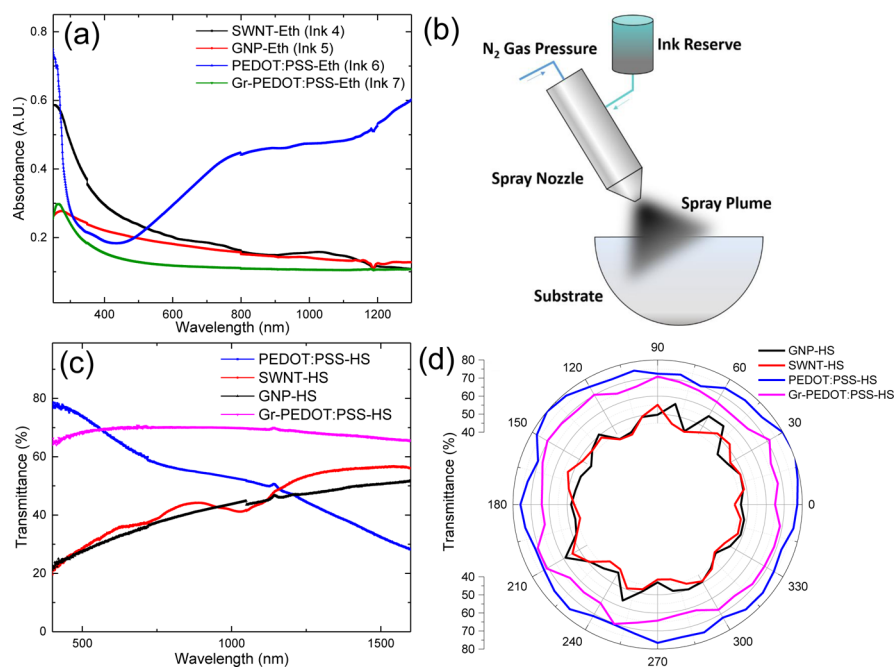 (a)
SWNT-Eth (Ink 4)
GNP-Eth (Ink 5)
PEDOT:PSS-Eth (Ink 6)
Gr-PEDOT:PSS-Eth (Ink 7)
Absorbance (A.U.)
0.8
0.6
0.4
0.2
400 600 800 1000 1200
Wavelength (nm)
(b)
N2 Gas Pressure
Ink Reserve
Spray Nozzle
Spray Plume
Substrate
(c)
PEDOT:PSS-HS
SWNT-HS
GNP-HS
Gr-PEDOT:PSS-HS
Transmittance (%)
100
80
60
40
20
0
500 1000 1500
Wavelength (nm)
(d)
GNP-HS
SWNT-HS
PEDOT:PSS-HS
Gr-PEDOT:PSS-HS
Transmittance (%)
80
70
60
50
40
40
50
60
70
80
0
30
60
90
120
150
180
210
240
270
300
330